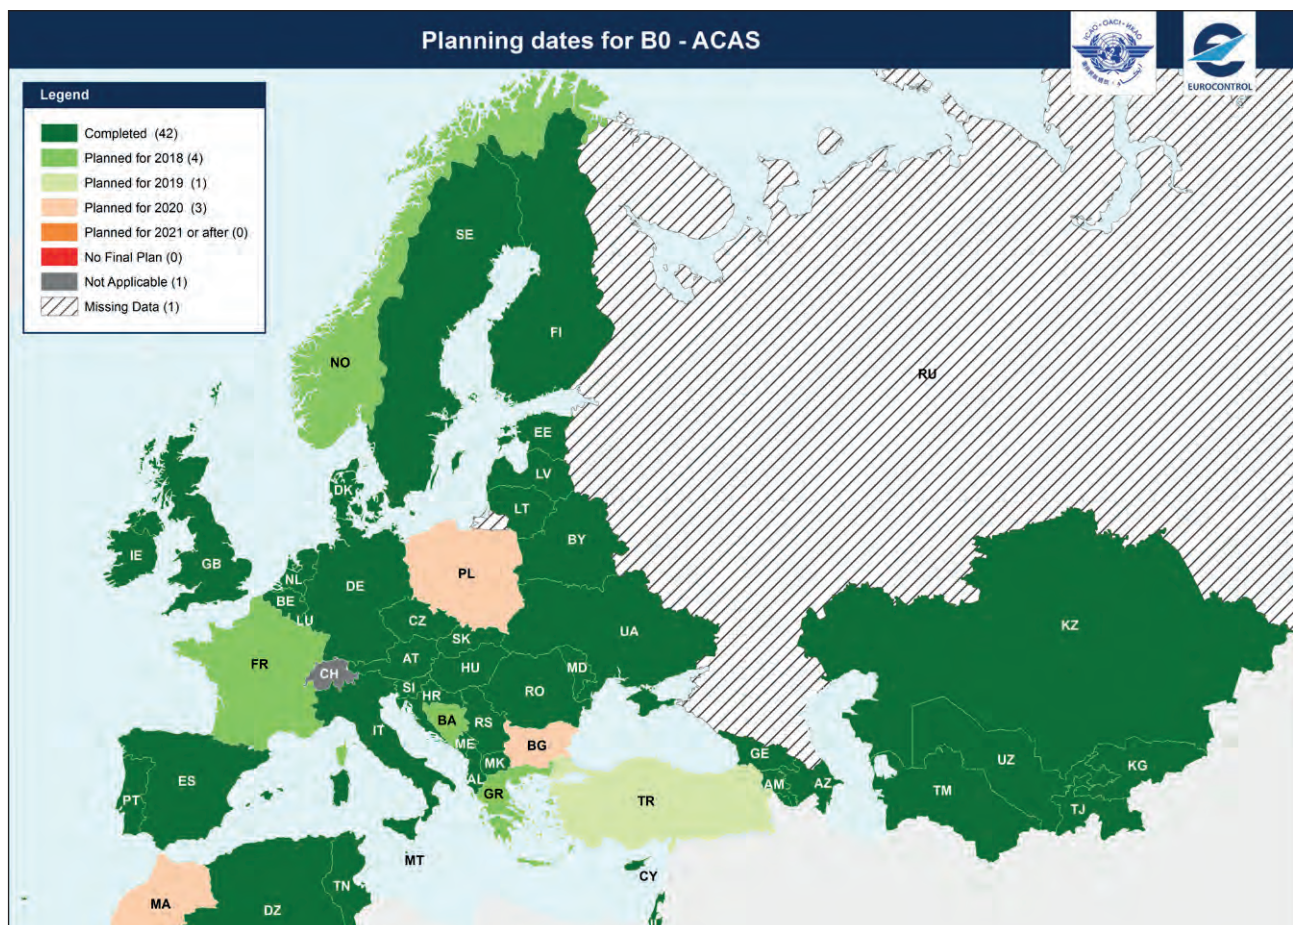 Planning dates for B0 - ACAS
ICAO · OACI · ИКАО
EUROCONTROL
Legend
Completed (42)
Planned for 2018 (4)
Planned for 2019 (1)
Planned for 2020 (3)
Planned for 2021 or after (0)
No Final Plan (0)
Not Applicable (1)
Missing Data (1)
SE
FI
NO
RU
EE
LV
DK
LT
BY
IE
GB
NL
DE
PL
BE
LU
CZ
UA
KZ
SK
FR
AT
HU
MD
CH
SI
HR
RO
BA
RS
IT
ME
BG
GE
UZ
KG
MK
ES
AL
AM
AZ
TM
PT
GR
TR
TJ
MT
CY
TN
MA
DZ